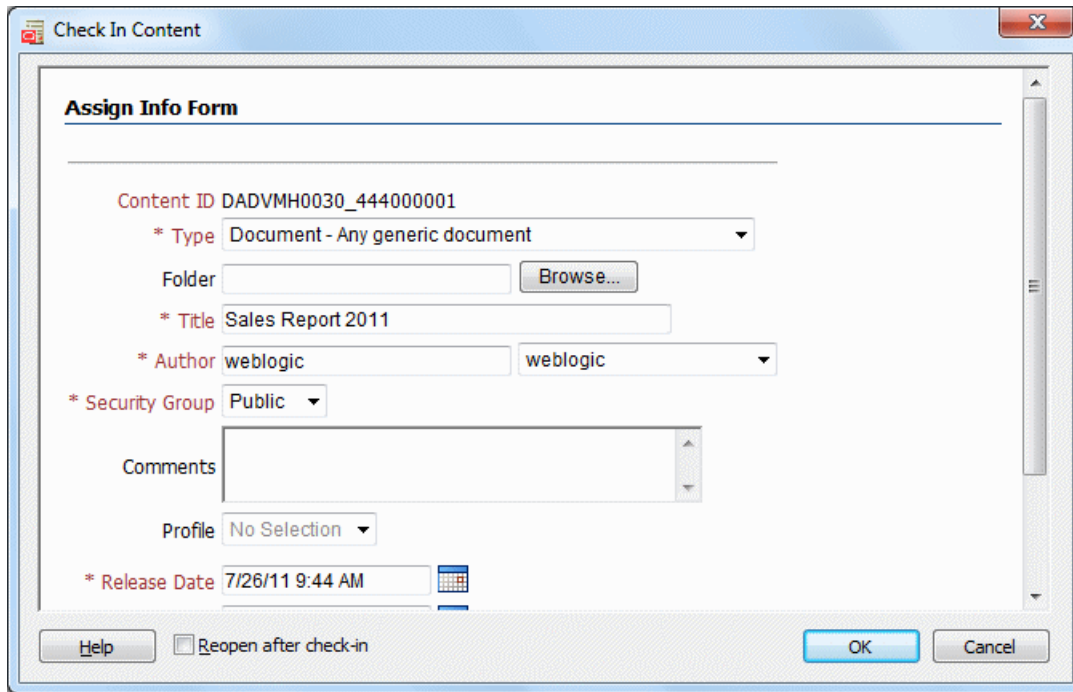 Check In Content
Assign Info Form
Content ID DADVMH0030_444000001
* Type Document - Any generic document
Folder Browse...
* Title Sales Report 2011
* Author weblogic weblogic
* Security Group Public
Comments
Profile No Selection
* Release Date 7/26/11 9:44 AM
Help Reopen after check-in OK Cancel